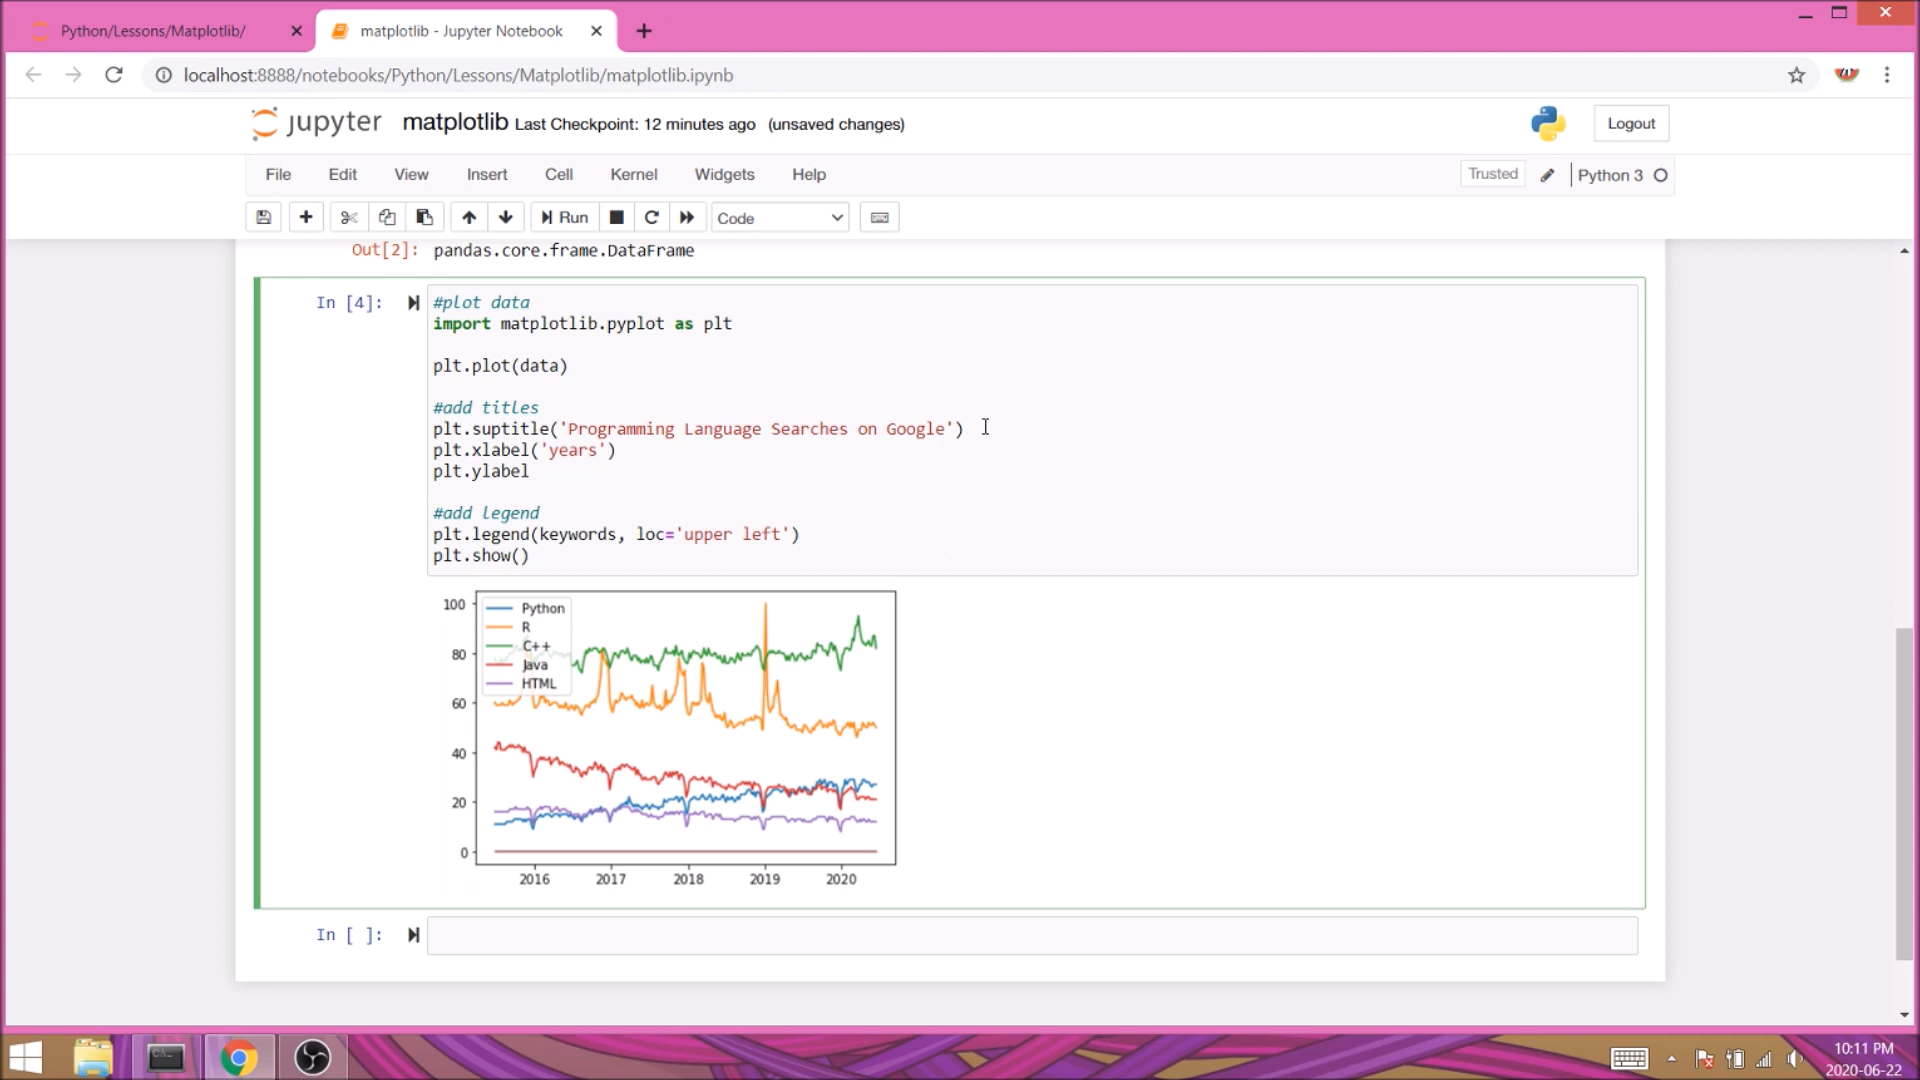 Python/Lessons/Matplotlib/
matplotlib - Jupyter Notebook
localhost:8888/notebooks/Python/Lessons/Matplotlib/matplotlib.ipynb
jupyter matplotlib Last Checkpoint: 12 minutes ago (unsaved changes) Logout
File Edit View Insert Cell Kernel Widgets Help Trusted Python 3
Run Code
Out[2]: pandas.core.frame.DataFrame
In [4]: #plot data
import matplotlib.pyplot as plt
plt.plot(data)
#add titles
plt.suptitle('Programming Language Searches on Google')
plt.xlabel('years')
plt.ylabel
#add legend
plt.legend(keywords, loc='upper left')
plt.show()
100
80
60
40
20
0
Python
R
C++
Java
HTML
2016 2017 2018 2019 2020
In [ ]:
10:11 PM
2020-06-22